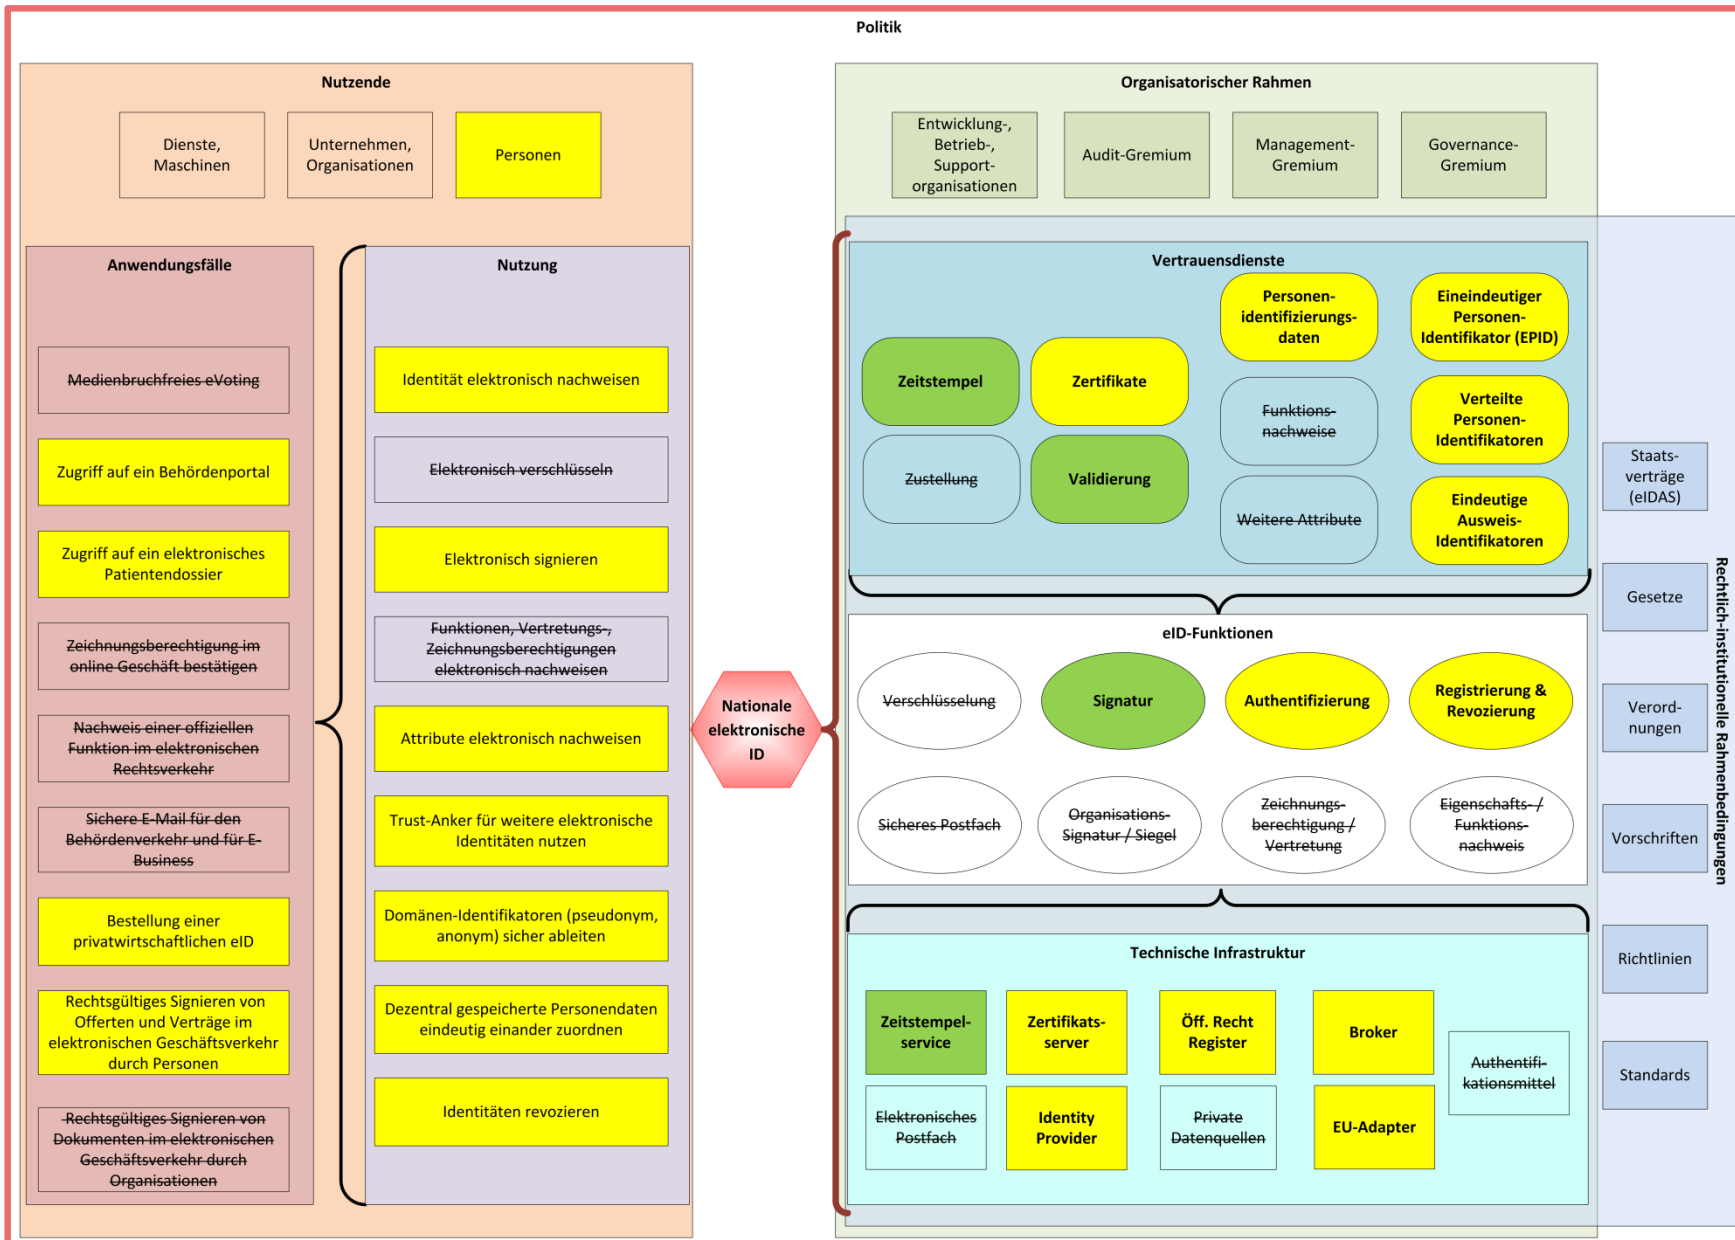 Politik
Nutzende
Dienste,
Maschinen
Unternehmen,
Organisationen
Personen
Anwendungsfälle
Medienbruchfreies eVoting
Zugriff auf ein Behördenportal
Zugriff auf ein elektronisches
Patientendossier
Zeichnungsberechtigung im
online Geschäft bestätigen
Nachweis einer offiziellen
Funktion im elektronischen
Rechtsverkehr
Sichere E-Mail für den
Behördenverkehr und für E-
Business
Bestellung einer
privatwirtschaftlichen eID
Rechtsgültiges Signieren von
Offerten und Verträge im
elektronischen Geschäftsverkehr
durch Personen
Rechtsgültiges Signieren von
Dokumenten im elektronischen
Geschäftsverkehr durch
Organisationen
Nutzung
Identität elektronisch nachweisen
Elektronisch verschlüseln
Elektronisch signieren
Funktionen, Vertretungs-,
Zeichnungsberechtigungen
elektronisch nachweisen
Attribute elektronisch nachweisen
Trust-Anker für weitere elektronische
Identitäten nutzen
Domänen-Identifikatoren (pseudonym,
anonym) sicher ableiten
Dezentral gespeicherte Personendaten
eindeutig einander zuordnen
Identitäten revozieren
Nationale
elektronische
ID
Organisatorischer Rahmen
Entwicklung-,
Betrieb-,
Support-
organisationen
Audit-Gremium
Management-
Gremium
Governance-
Gremium
Vertrauensdienste
Zeitstempel
Zertifikate
Personen-
identifizierungs-
daten
Eineindeutiger
Personen-
Identifikator (EPID)
Zustellung
Validierung
Funktions-
nachweise
Verteilte
Personen-
Identifikatoren
Weitere Attribute
Eindeutige
Ausweis-
Identifikatoren
eID-Funktionen
Verschlüsselung
Signatur
Authentifizierung
Registrierung &
Revozierung
Sicheres Postfach
Organisations-
Signatur / Siegel
Zeichnungs-
berechtigung /
Vertretung
Eigenschafts- /
Funktions-
nachweis
Technische Infrastruktur
Zeitstempel-
service
Zertifikats-
server
Öff. Recht
Register
Broker
Authentifi-
kationsmittel
Elektronisches
Postfach
Identity
Provider
Private
Datenquellen
EU-Adapter
Staats-
verträge
(eIDAS)
Gesetze
Verord-
nungen
Vorschriften
Richtlinien
Standards
Rechtlich-institutionelle Rahmenbedingungen